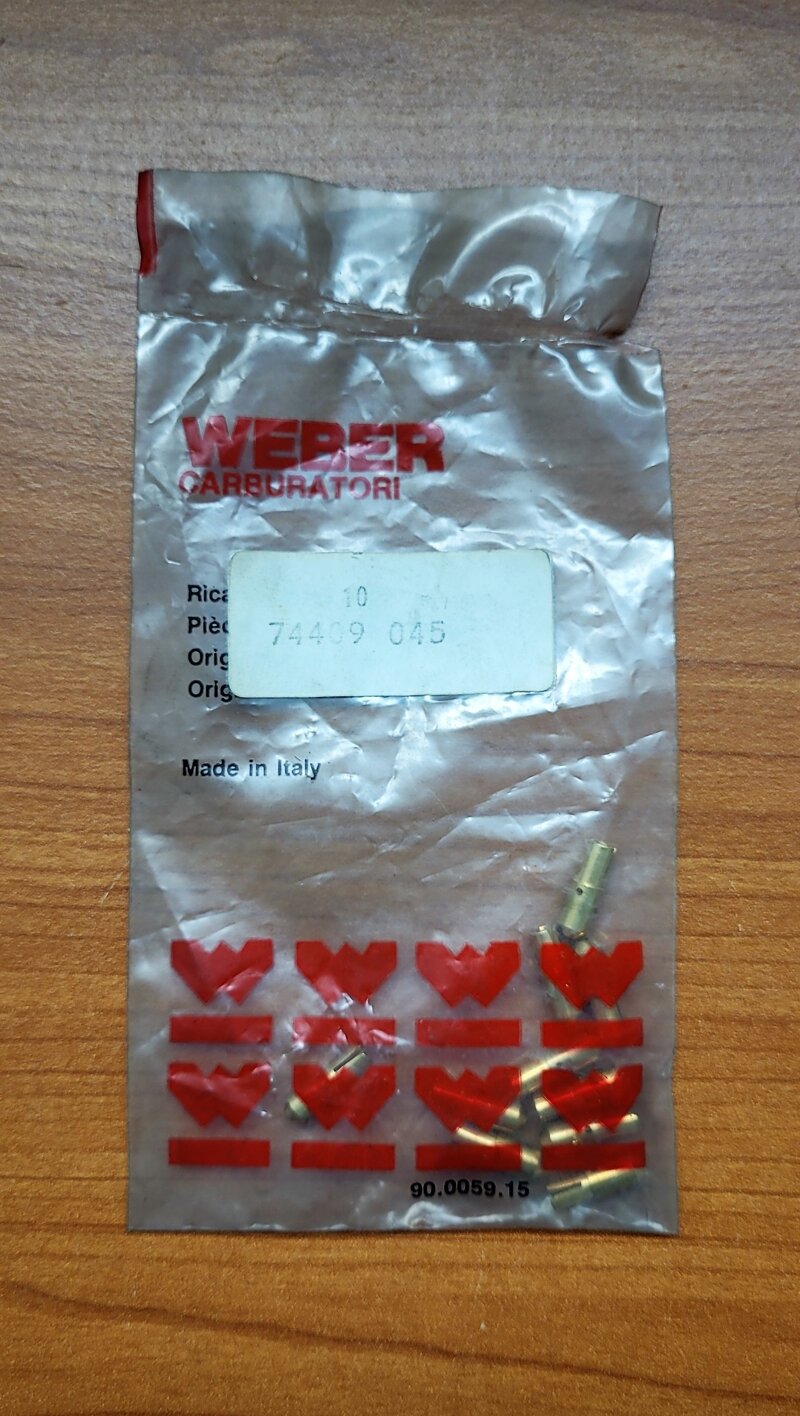 WEBER
CARBURATORI
Rica
10
Pièc
74409 045
Orig
Orig
Made in Italy
90.0059.15